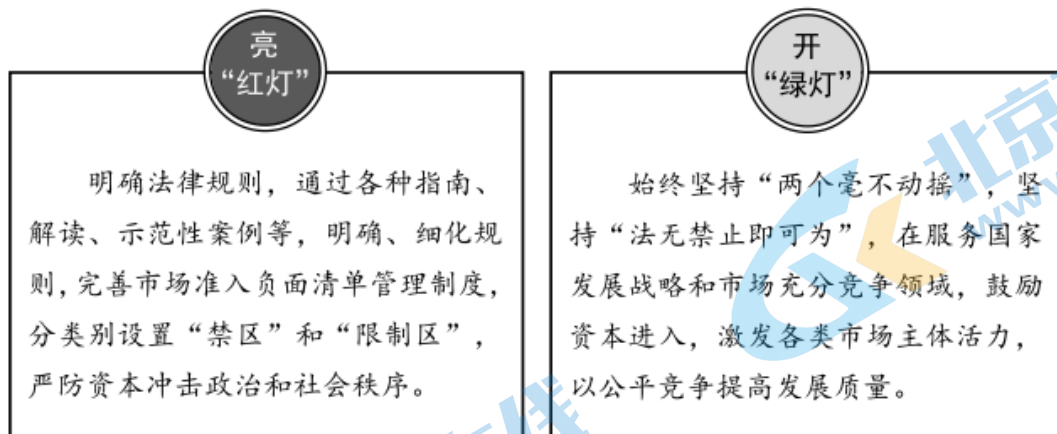 亮
“红灯”
明确法律规则，通过各种指南、
解读、示范性案例等，明确、细化规
则，完善市场准入负面清单管理制度，
分类别设置“禁区”和“限制区”，
严防资本冲击政治和社会秩序。
开
“绿灯”
始终坚持“两个毫不动摇”，坚
持“法无禁止即可为”，在服务国家
发展战略和市场充分竞争领域，鼓励
资本进入，激发各类市场主体活力，
以公平竞争提高发展质量。
北京
www.
在线